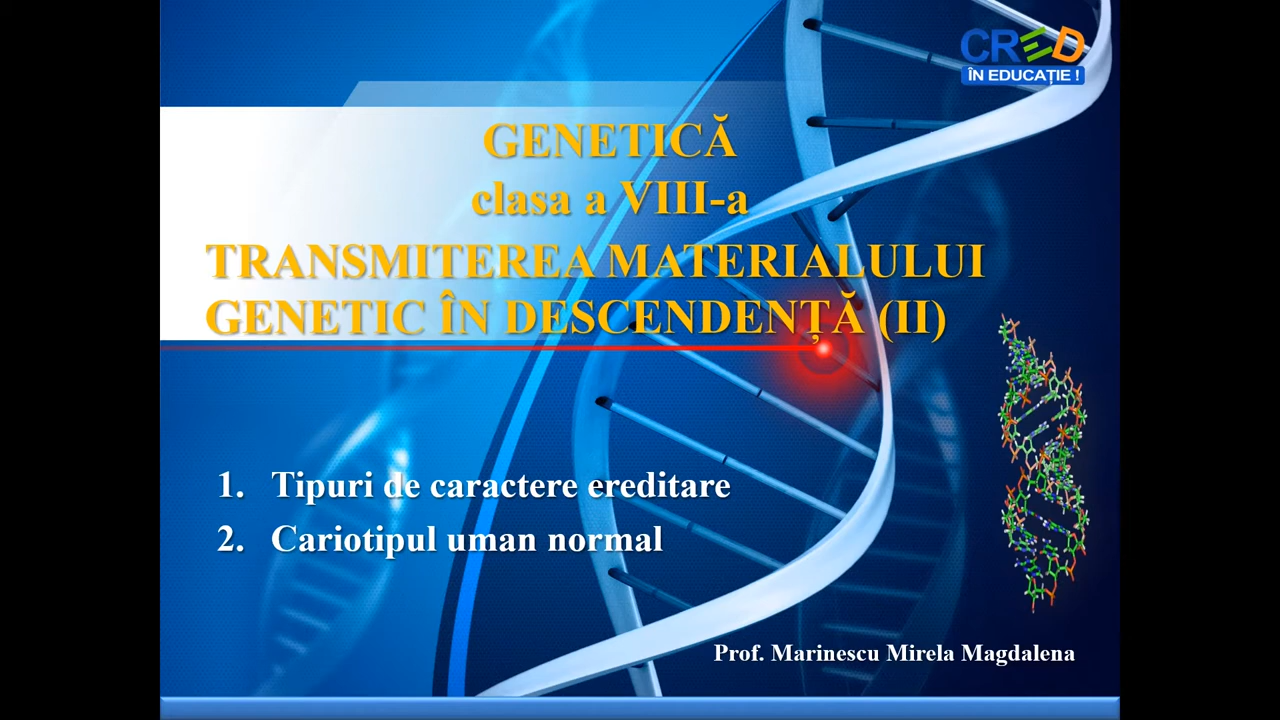 CRED
ÎN EDUCAȚIE !
GENETICĂ
clasa a VIII-a
TRANSMITEREA MATERIALULUI
GENETIC ÎN DESCENDENȚĂ (II)
1. Tipuri de caractere ereditare
2. Cariotipul uman normal
Prof. Marinescu Mirela Magdalena